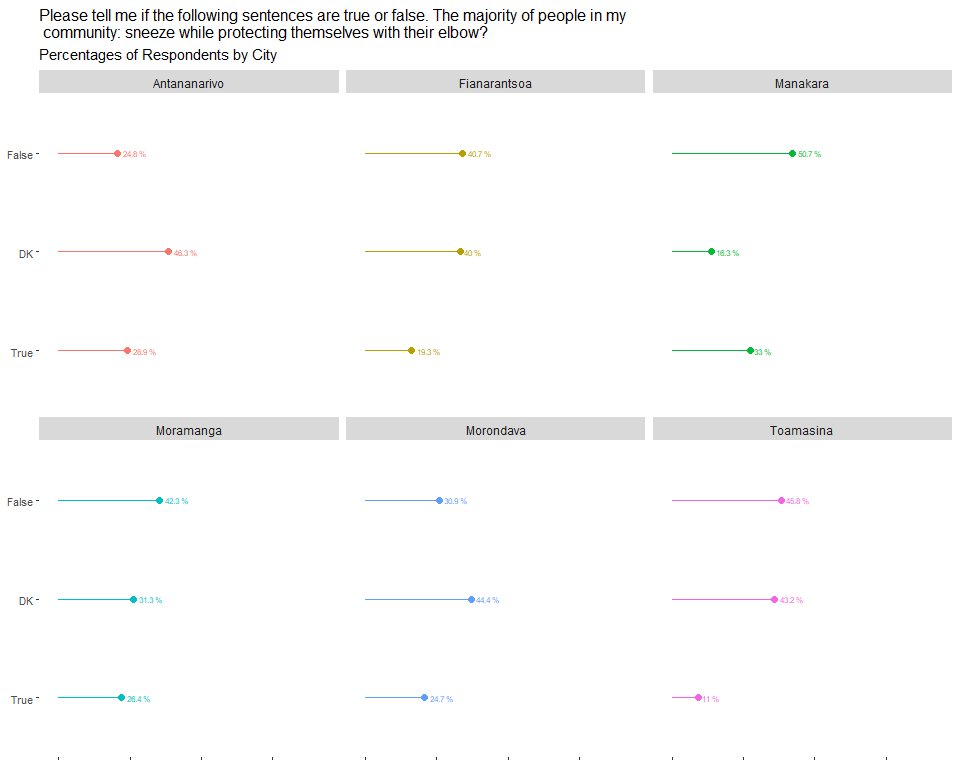 Please tell me if the following sentences are true or false. The majority of people in my
community: sneeze while protecting themselves with their elbow?
Percentages of Respondents by City
Antananarivo Fianarantsoa Manakara
False 24.8 % 40.7 % 50.7 %
DK 46.3 % 40 % 16.3 %
True 28.9 % 19.3 % 33 %
Moramanga Morondava Toamasina
False 42.3 % 30.9 % 45.8 %
DK 31.3 % 44.4 % 43.2 %
True 26.4 % 24.7 % 11 %